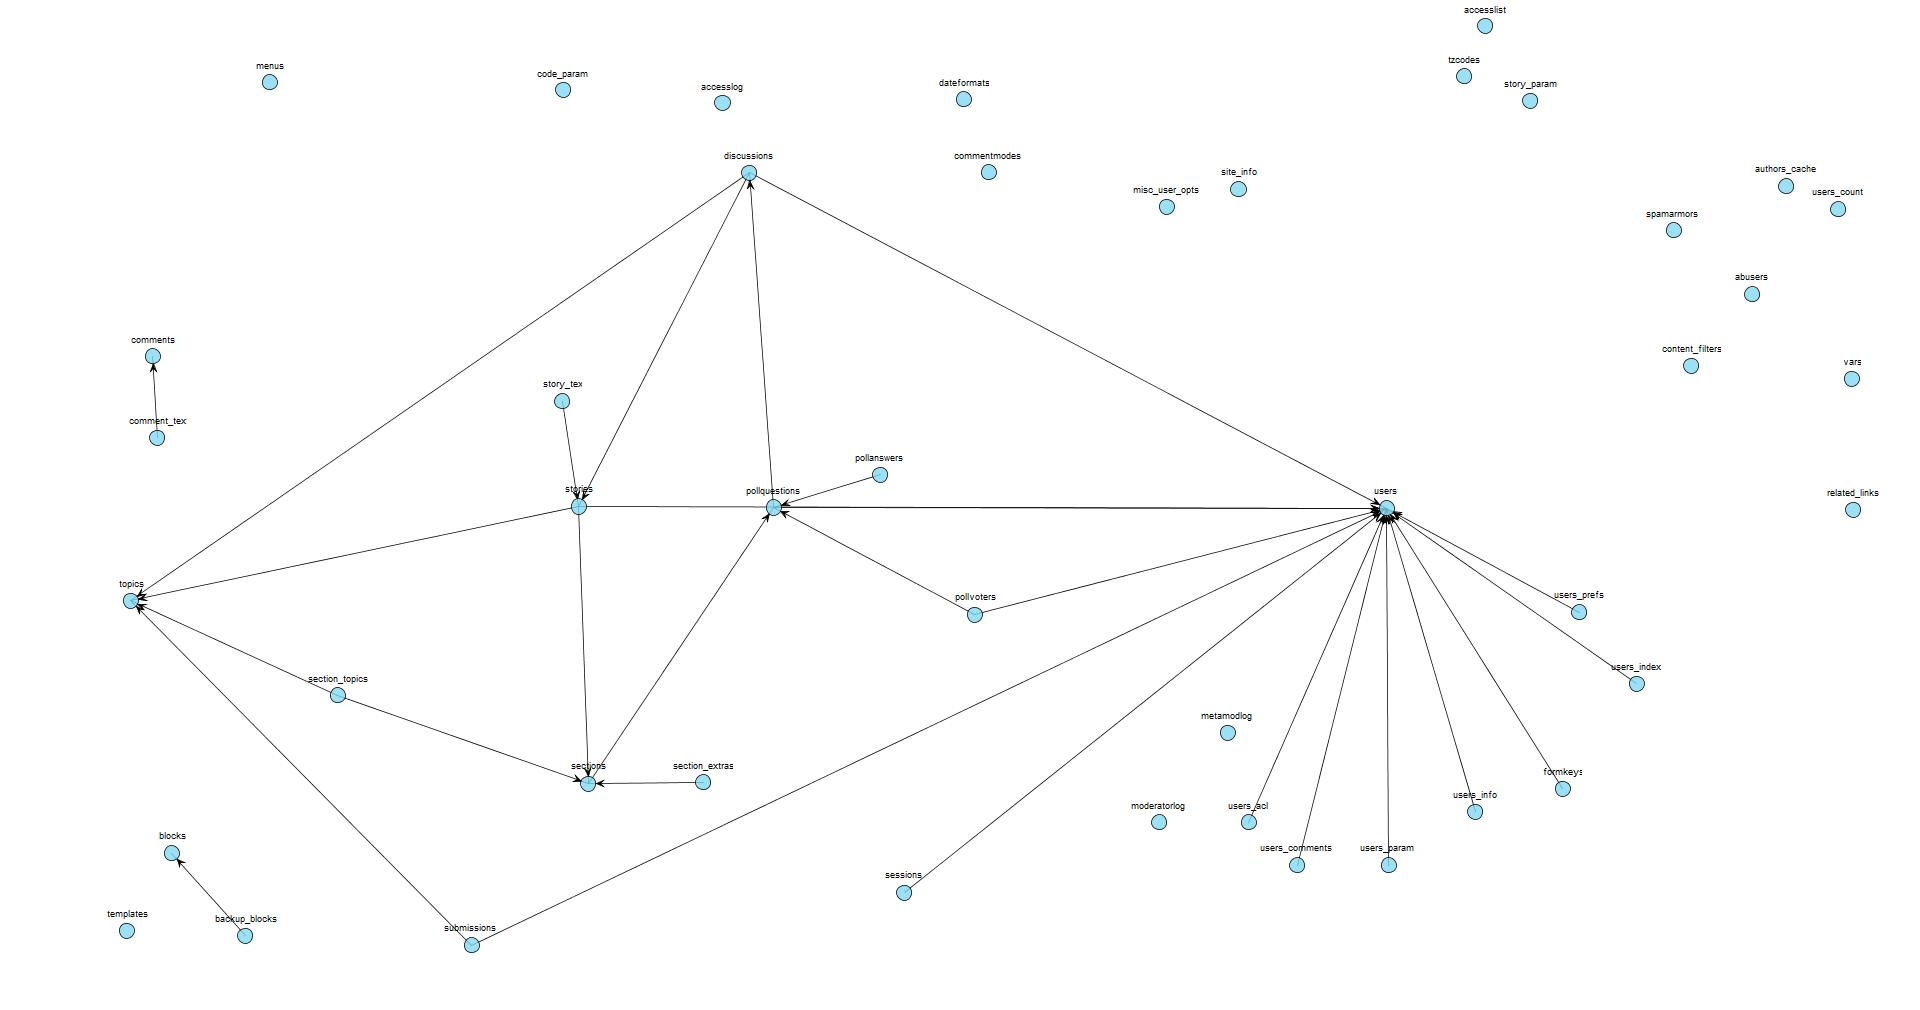 accesslist
tzcodes
menus
code_param
story_param
accesslog
dateformats
discussions
commentmodes
authors_cache
site_info
misc_user_opts
users_count
spamarmors
abusers
comments
content_filters
vars
story_tex
comment_tex
pollanswers
stories
pollquestions
users
related_links
topics
pollvoters
users_prefs
users_index
section_topics
metamodlog
sections
section_extras
formkeys
users_info
moderatorlog
users_acl
blocks
users_comments
users_param
sessions
templates
backup_blocks
submissions